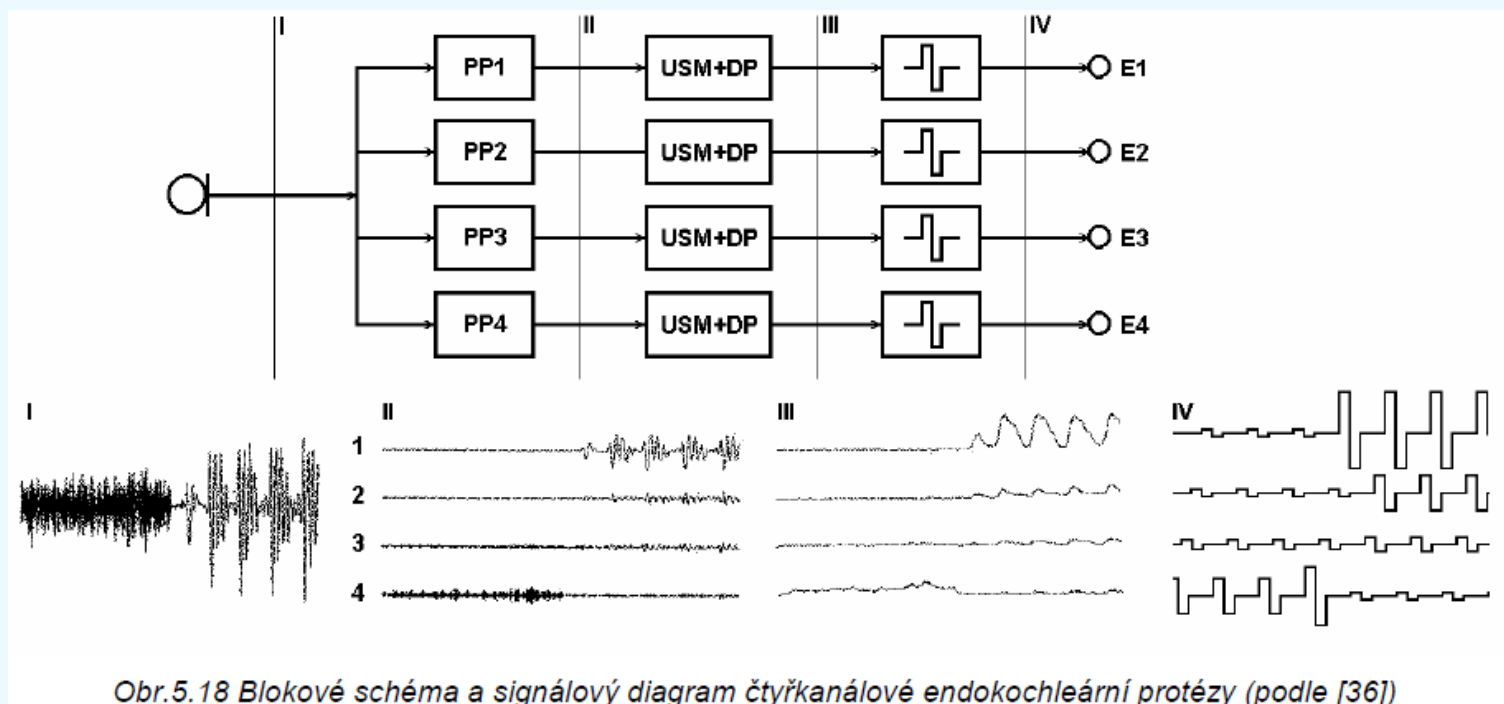 I II III IV
PP1 USM+DP E1
PP2 USM+DP E2
PP3 USM+DP E3
PP4 USM+DP E4
I II III IV
1
2
3
4
Obr.5.18 Blokové schéma a signálový diagram čtyřkanálové endokochleární protézy (podle [36])